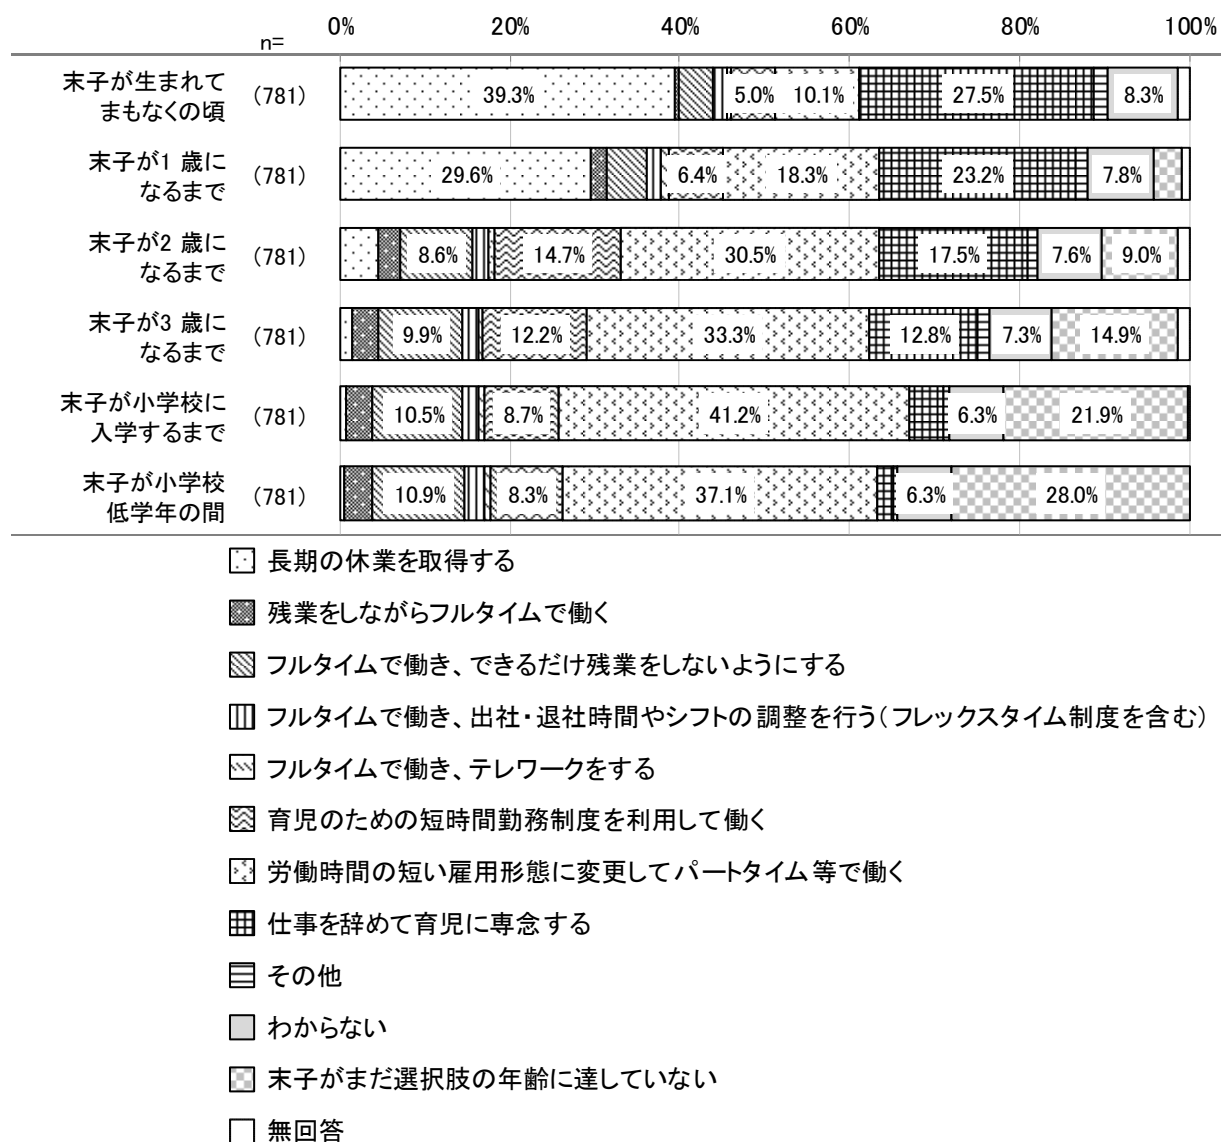 0% 20% 40% 60% 80% 100%
n=
末子が生まれて
まもなくの頃
(781)
39.3% 5.0% 10.1% 27.5% 8.3%
末子が1 歳に
なるまで
(781)
29.6% 6.4% 18.3% 23.2% 7.8%
末子が2 歳に
なるまで
(781)
8.6% 14.7% 30.5% 17.5% 7.6% 9.0%
末子が3 歳に
なるまで
(781)
9.9% 12.2% 33.3% 12.8% 7.3% 14.9%
末子が小学校に
入学するまで
(781)
10.5% 8.7% 41.2% 6.3% 21.9%
末子が小学校
低学年の間
(781)
10.9% 8.3% 37.1% 6.3% 28.0%
長期の休業を取得する
残業をしながらフルタイムで働く
フルタイムで働き、できるだけ残業をしないようにする
フルタイムで働き、出社・退社時間やシフトの調整を行う(フレックスタイム制度を含む)
フルタイムで働き、テレワークをする
育児のための短時間勤務制度を利用して働く
労働時間の短い雇用形態に変更してパートタイム等で働く
仕事を辞めて育児に専念する
その他
わからない
末子がまだ選択肢の年齢に達していない
無回答